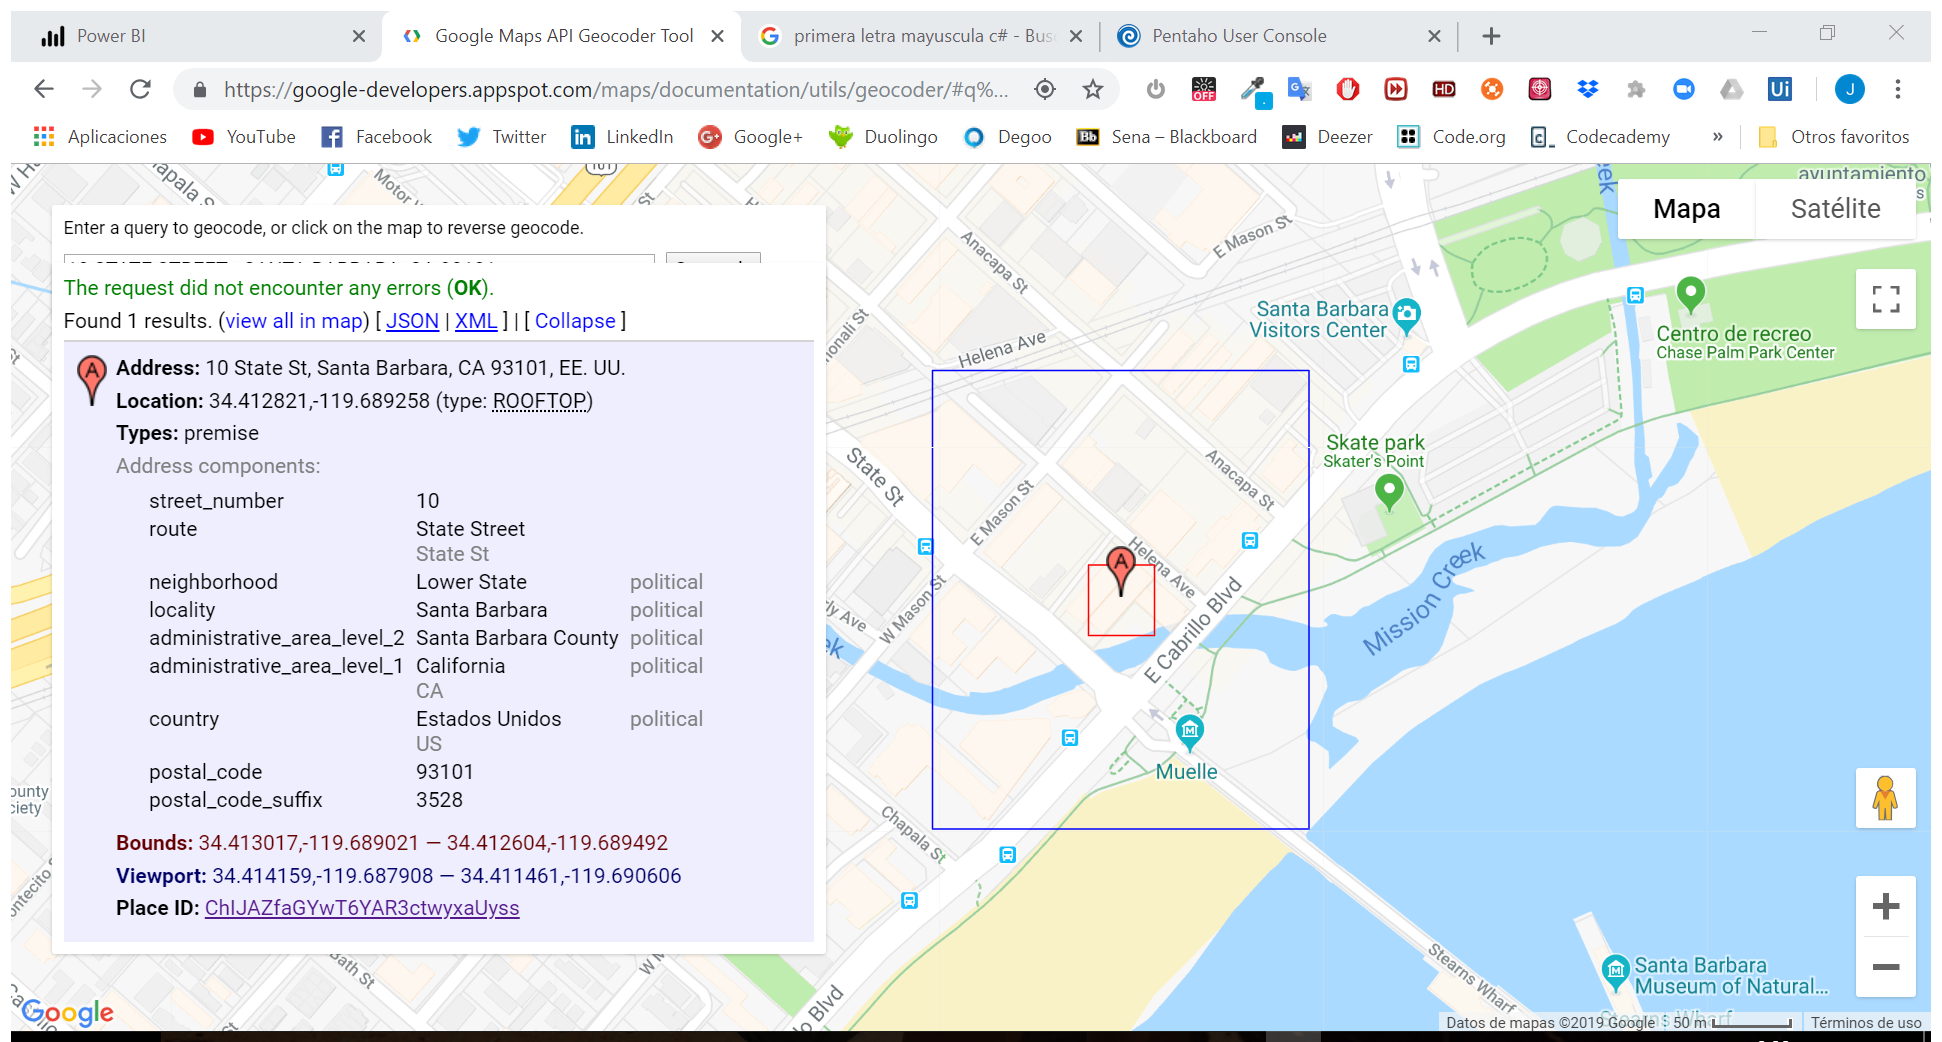 Power BI
Google Maps API Geocoder Tool
primera letra mayuscula c# - Bus
Pentaho User Console
https://google-developers.appspot.com/maps/documentation/utils/geocoder/#q%...
OFF
HD
Ui
J
Aplicaciones
YouTube
Facebook
Twitter
LinkedIn
Google+
Duolingo
Degoo
Bb
Sena – Blackboard
Deezer
Code.org
Codecademy
»
Otros favoritos
Enter a query to geocode, or click on the map to reverse geocode.
The request did not encounter any errors (OK).
Found 1 results. (view all in map) [ JSON | XML ] | [ Collapse ]
A
Address: 10 State St, Santa Barbara, CA 93101, EE. UU.
Location: 34.412821,-119.689258 (type: ROOFTOP)
Types: premise
Address components:
street_number 10
route State Street
State St
neighborhood Lower State political
locality Santa Barbara political
administrative_area_level_2 Santa Barbara County political
administrative_area_level_1 California political
CA
country Estados Unidos political
US
postal_code 93101
postal_code_suffix 3528
Bounds: 34.413017,-119.689021 — 34.412604,-119.689492
Viewport: 34.414159,-119.687908 — 34.411461,-119.690606
Place ID: ChIJAZfaGYwT6YAR3ctwyxaUyss
Mapa
Satélite
ayuntamiento
E Mason St
Anacapa St
Santa Barbara
Visitors Center
Centro de recreo
Chase Palm Park Center
Helena Ave
Skate park
Skater's Point
State St
Anacapa St
E Mason St
Helena Ave
A
W Mason St
E Cabrillo Blvd
Mission Creek
Muelle
Chapala St
Bath St
Stearns Wharf
Santa Barbara
Museum of Natural...
Stearns Wharf
Google
Datos de mapas ©2019 Google
50 m
Términos de uso